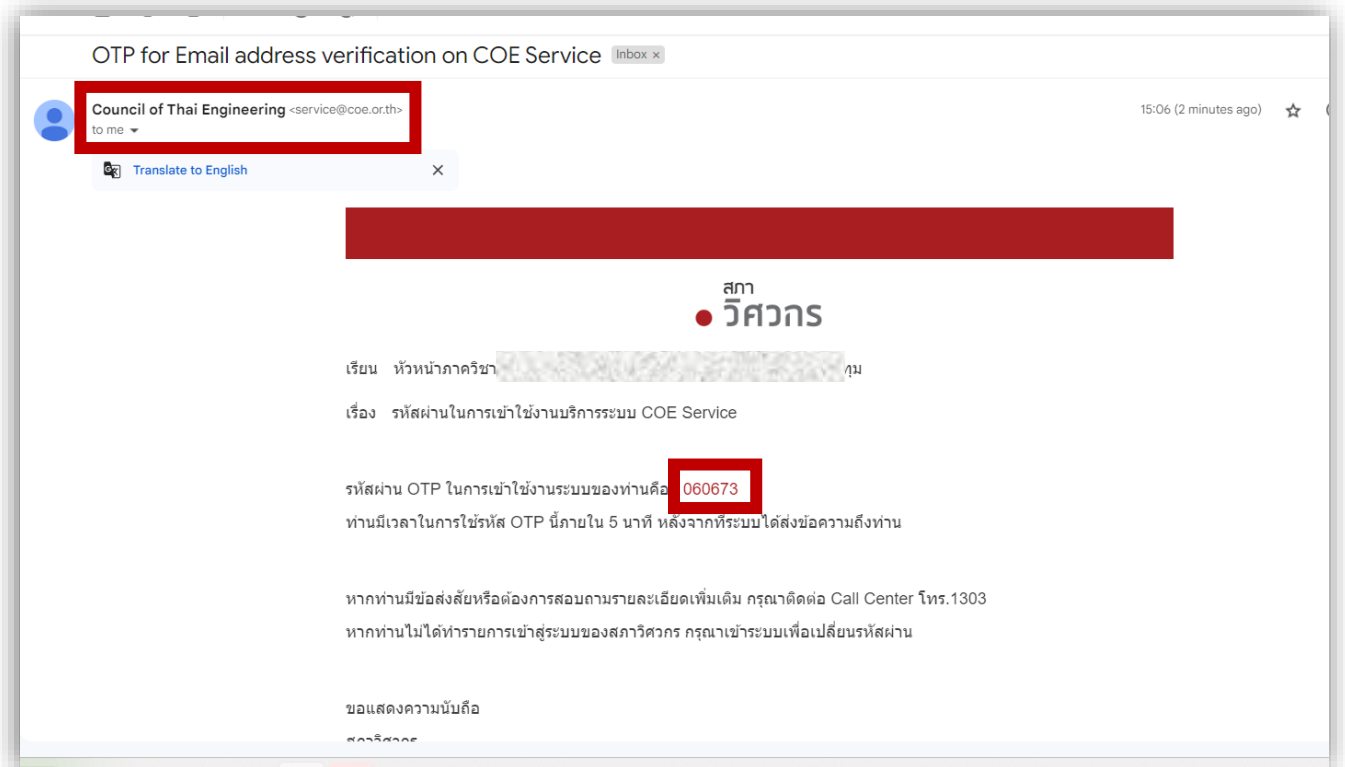 OTP for Email address verification on COE Service Inbox ×
Council of Thai Engineering <service@coe.or.th>
15:06 (2 minutes ago)
to me
Translate to English
สภา
วิศวกร
เรียน หัวหน้าภาควิชา ทุม
เรื่อง รหัสผ่านในการเข้าใช้งานบริการระบบ COE Service
รหัสผ่าน OTP ในการเข้าใช้งานระบบของท่านคือ 060673
ท่านมีเวลาในการใช้รหัส OTP นี้ภายใน 5 นาที หลังจากที่ระบบได้ส่งข้อความถึงท่าน
หากท่านมีข้อส่งสัยหรือต้องการสอบถามรายละเอียดเพิ่มเติม กรุณาติดต่อ Call Center โทร.1303
หากท่านไม่ได้ทำรายการเข้าสู่ระบบของสภาวิศวกร กรุณาเข้าระบบเพื่อเปลี่ยนรหัสผ่าน
ขอแสดงความนับถือ
สภาวิศวกร